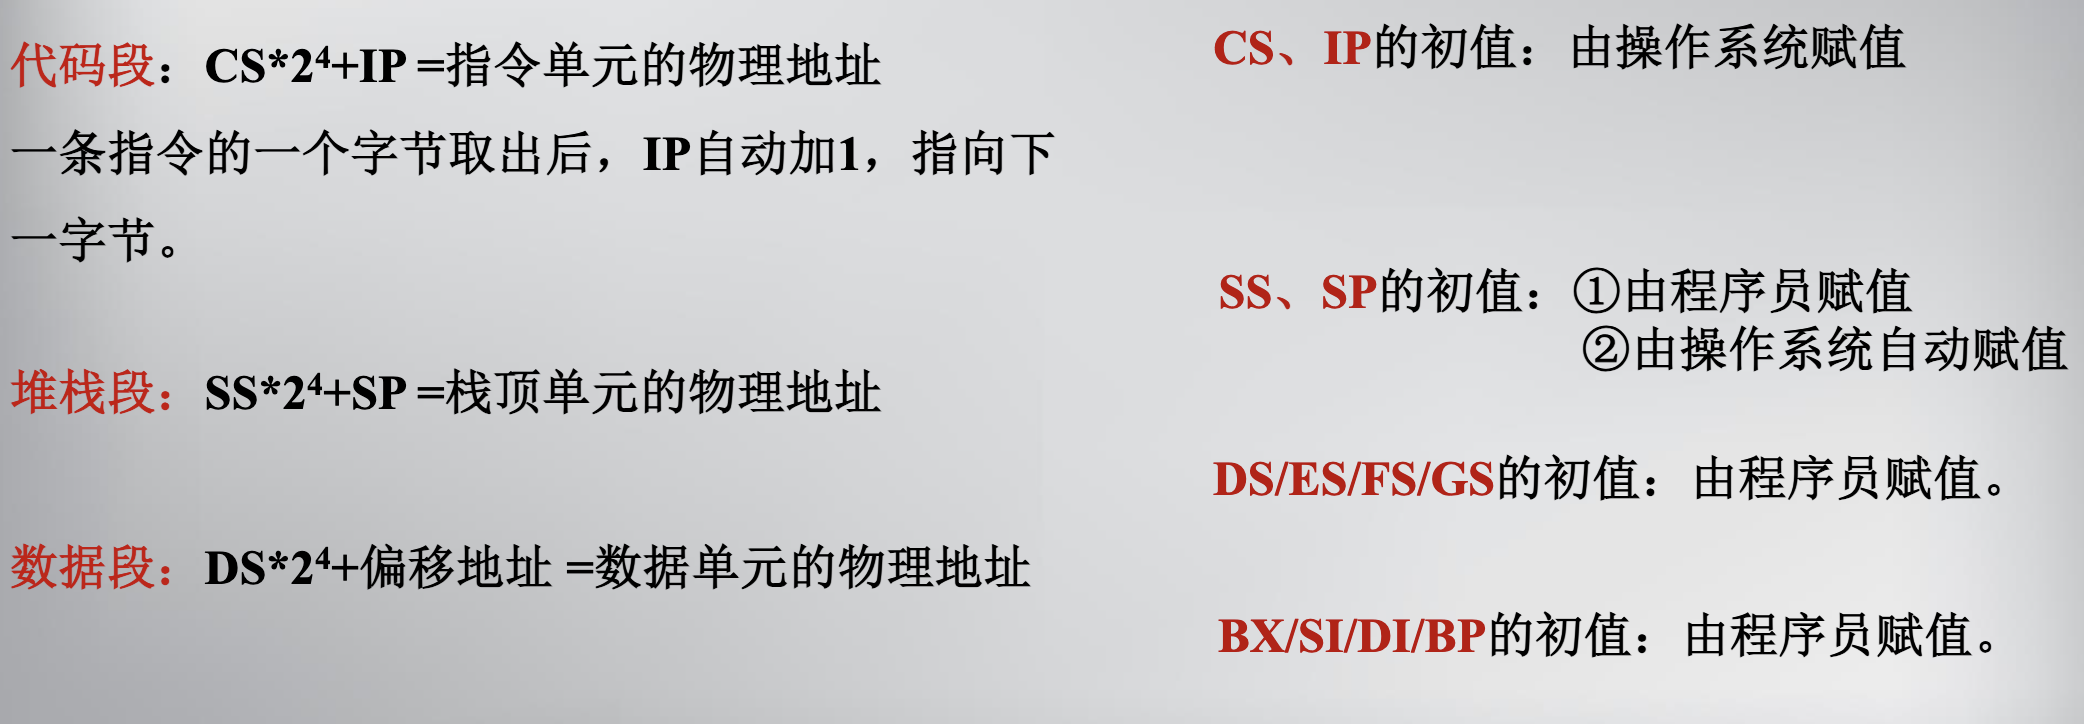 代码段：CS*2⁴+IP =指令单元的物理地址
一条指令的一个字节取出后，IP自动加1，指向下
一字节。
堆栈段：SS*2⁴+SP =栈顶单元的物理地址
数据段：DS*2⁴+偏移地址 =数据单元的物理地址
CS、IP的初值：由操作系统赋值
SS、SP的初值：①由程序员赋值
②由操作系统自动赋值
DS/ES/FS/GS的初值：由程序员赋值。
BX/SI/DI/BP的初值：由程序员赋值。